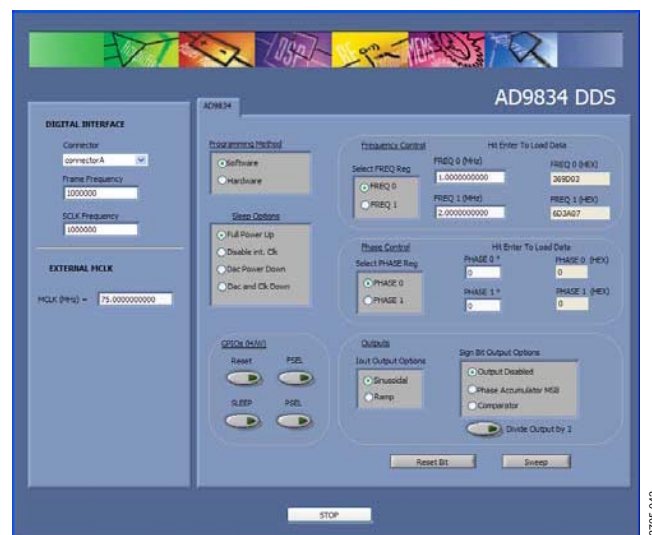 DSP
MEMS
AD9834 DDS
DIGITAL INTERFACE
Connector
connectorA
Frame Frequency
1000000
SCLK Frequency
1000000
EXTERNAL MCLK
MCLK (MHz) = 75.0000000000
AD9834
Programming Method
Software
Hardware
Sleep Options
Full Power Up
Disable int. Clk
Dac Power Down
Dac and Clk Down
GPIOs (H/W)
Reset PSEL
SLEEP PSEL
Frequency Control Hit Enter To Load Data
Select FREQ Reg
FREQ 0
FREQ 1
FREQ 0 (MHz) FREQ 0 (HEX)
1.0000000000 369D03
FREQ 1 (MHz) FREQ 1 (HEX)
2.0000000000 6D3A07
Phase Control Hit Enter To Load Data
Select PHASE Reg
PHASE 0
PHASE 1
PHASE 0 ° PHASE 0 (HEX)
0 0
PHASE 1 ° PHASE 1 (HEX)
0 0
Outputs
Iout Output Options
Sinusoidal
Ramp
Sign Bit Output Options
Output Disabled
Phase Accumulator MSB
Comparator
Divide Output by 2
Reset Bit Sweep
STOP